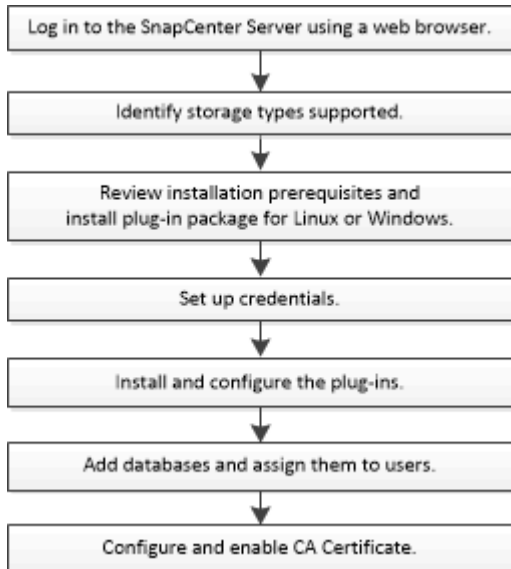 Log in to the SnapCenter Server using a web browser.
Identify storage types supported.
Review installation prerequisites and
install plug-in package for Linux or Windows.
Set up credentials.
Install and configure the plug-ins.
Add databases and assign them to users.
Configure and enable CA Certificate.